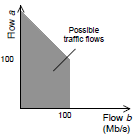 Flow a
Possible
traffic flows
100
100
Flow b
(Mb/s)